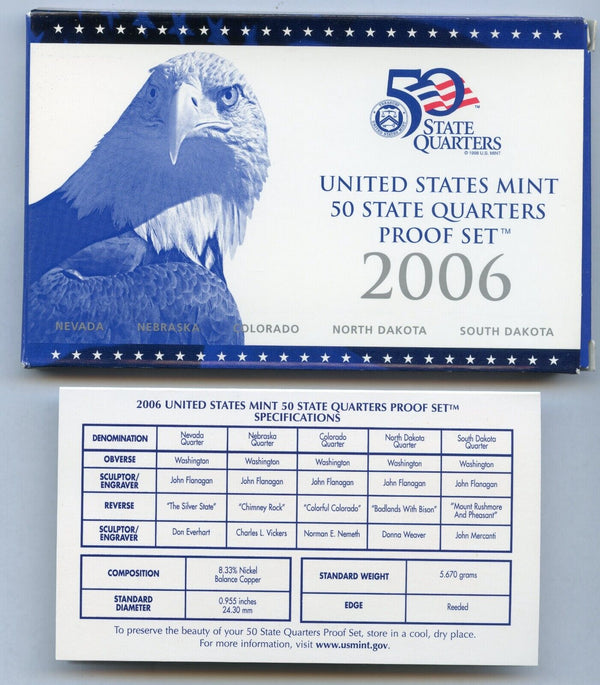 50
STATE
QUARTERS
© 1998 U.S. MINT
UNITED STATES MINT
50 STATE QUARTERS
PROOF SET™
2006
NEVADA NEBRASKA COLORADO NORTH DAKOTA SOUTH DAKOTA
2006 UNITED STATES MINT 50 STATE QUARTERS PROOF SET™
SPECIFICATIONS
DENOMINATION Nevada Quarter Nebraska Quarter Colorado Quarter North Dakota Quarter South Dakota Quarter
OBVERSE Washington Washington Washington Washington Washington
SCULPTOR/ENGRAVER John Flanagan John Flanagan John Flanagan John Flanagan John Flanagan
REVERSE "The Silver State" "Chimney Rock" "Colorful Colorado" "Badlands With Bison" "Mount Rushmore And Pheasant"
SCULPTOR/ENGRAVER Don Everhart Charles L. Vickers Norman E. Nemeth Donna Weaver John Mercanti
COMPOSITION 8.33% Nickel Balance Copper
STANDARD WEIGHT 5.670 grams
STANDARD DIAMETER 0.955 inches 24.30 mm
EDGE Reeded
To preserve the beauty of your 50 State Quarters Proof Set, store in a cool, dry place.
For more information, visit www.usmint.gov.